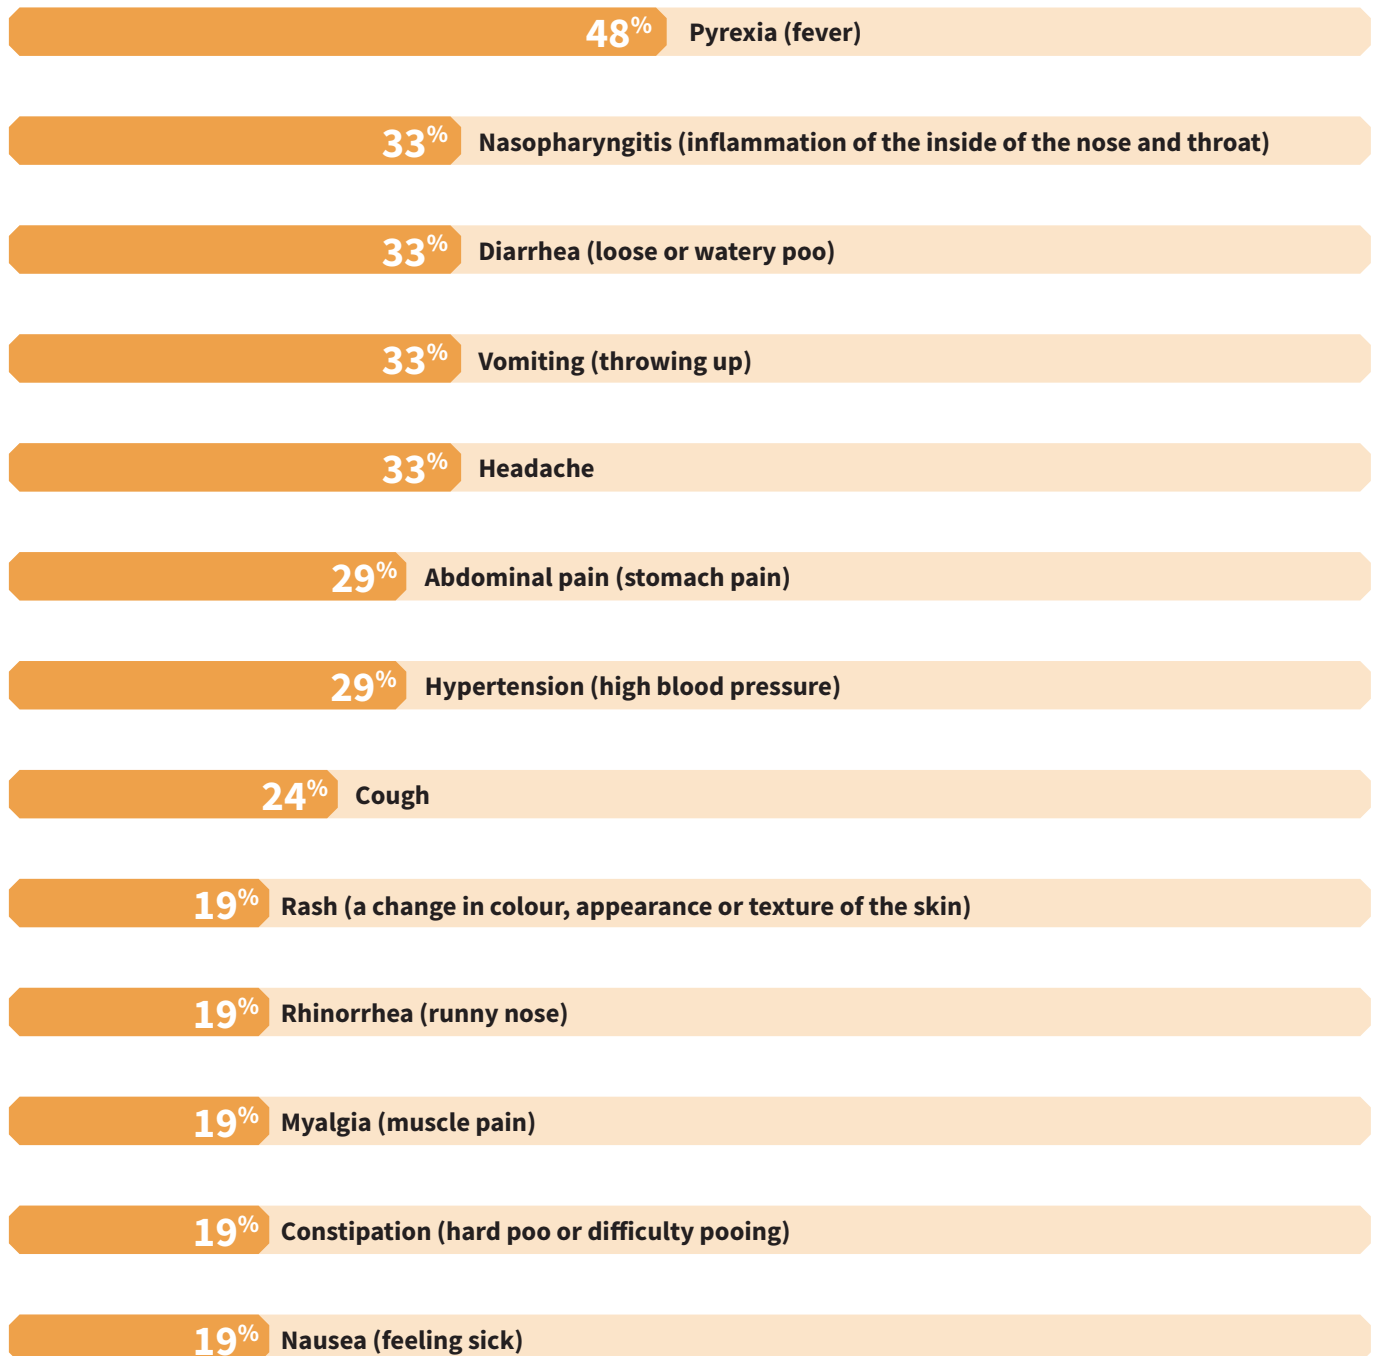 48% Pyrexia (fever)
33% Nasopharyngitis (inflammation of the inside of the nose and throat)
33% Diarrhea (loose or watery poo)
33% Vomiting (throwing up)
33% Headache
29% Abdominal pain (stomach pain)
29% Hypertension (high blood pressure)
24% Cough
19% Rash (a change in colour, appearance or texture of the skin)
19% Rhinorrhea (runny nose)
19% Myalgia (muscle pain)
19% Constipation (hard poo or difficulty pooing)
19% Nausea (feeling sick)